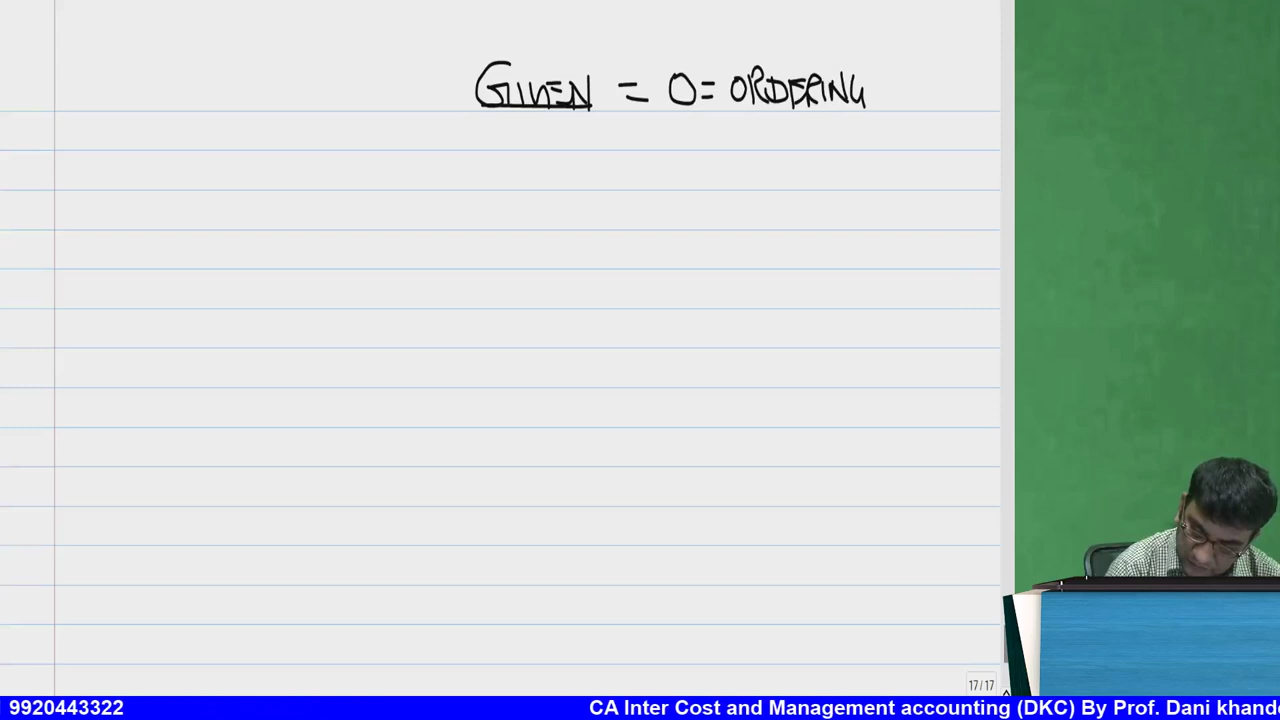 GIVEN = O = ORDERING
17/17
9920443322
CA Inter Cost and Management accounting (DKC) By Prof. Dani khand